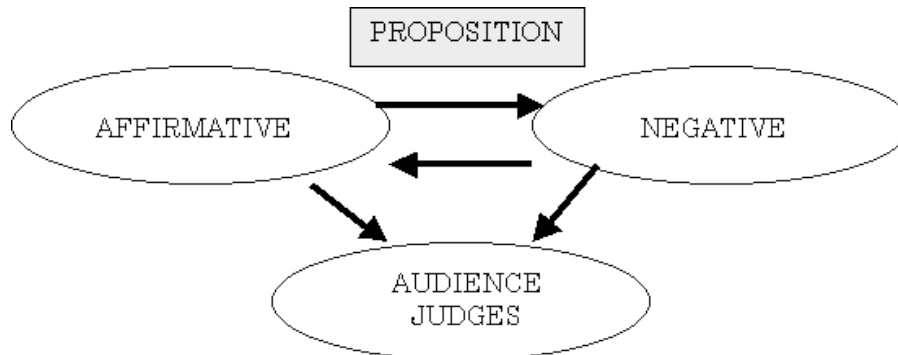 PROPOSITION
AFFIRMATIVE
NEGATIVE
AUDIENCE
JUDGES